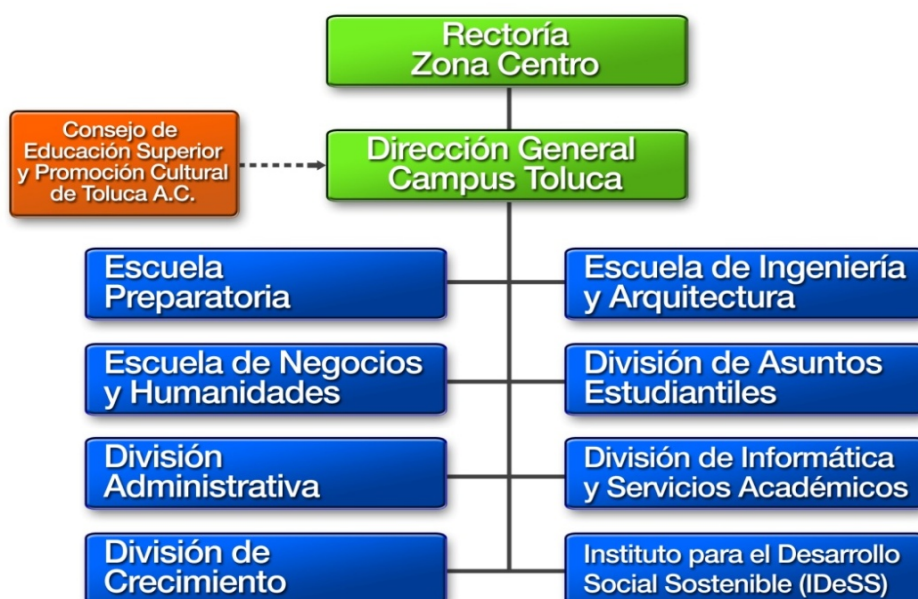 Rectoría
Zona Centro
Consejo de
Educación Superior
y Promoción Cultural
de Toluca A.C.
Dirección General
Campus Toluca
Escuela
Preparatoria
Escuela de Ingeniería
y Arquitectura
Escuela de Negocios
y Humanidades
División de Asuntos
Estudiantiles
División
Administrativa
División de Informática
y Servicios Académicos
División de
Crecimiento
Instituto para el Desarrollo
Social Sostenible (IDeSS)